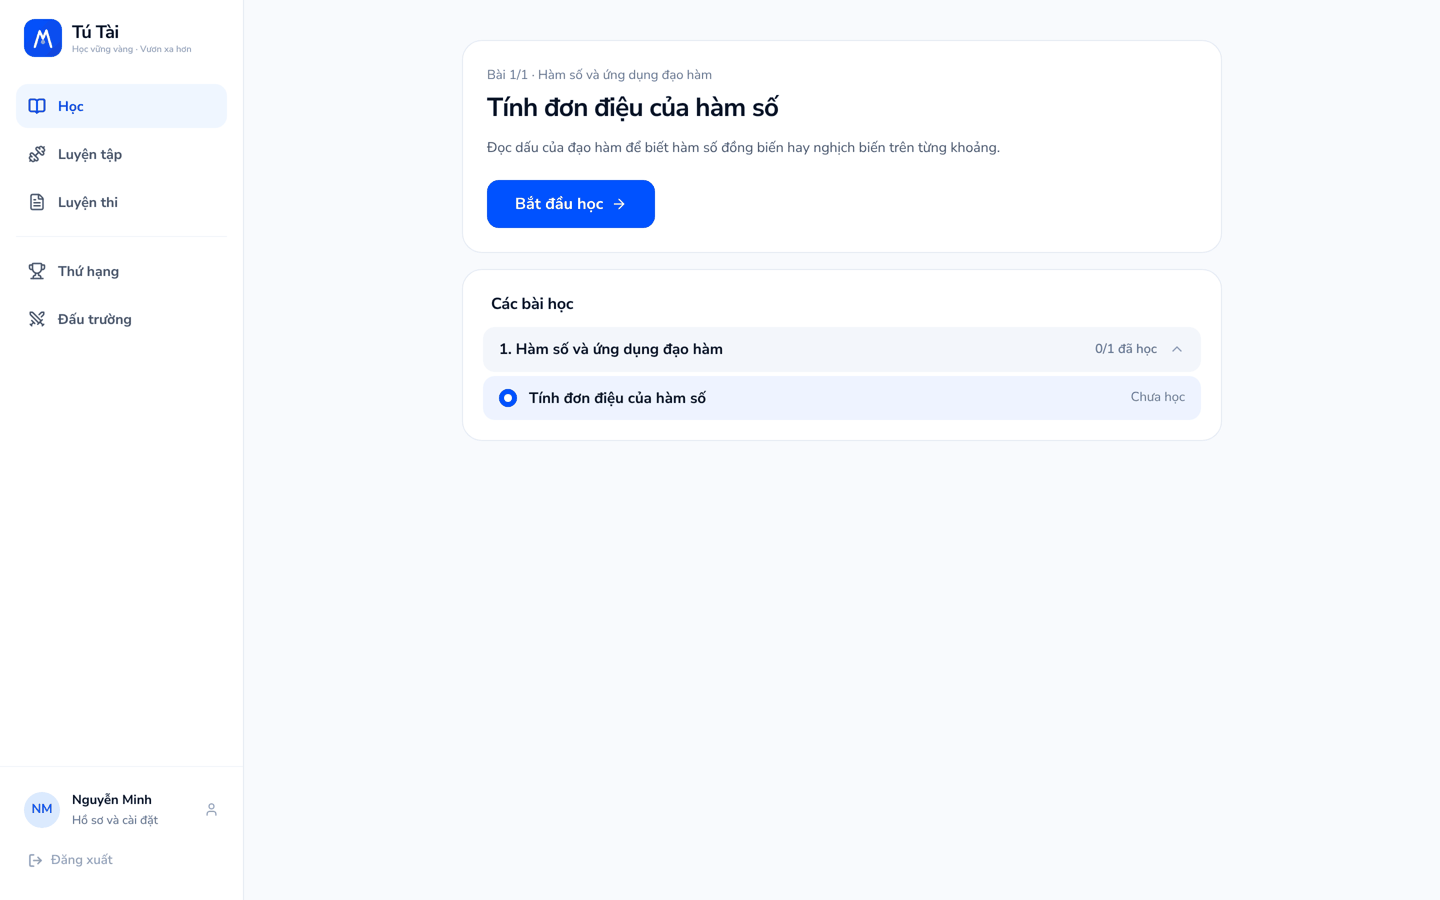 Tú Tài
Học vững vàng · Vươn xa hơn
Học
Luyện tập
Luyện thi
Thứ hạng
Đấu trường
NM
Nguyễn Minh
Hồ sơ và cài đặt
Đăng xuất
Bài 1/1 · Hàm số và ứng dụng đạo hàm
Tính đơn điệu của hàm số
Đọc dấu của đạo hàm để biết hàm số đồng biến hay nghịch biến trên từng khoảng.
Bắt đầu học →
Các bài học
1. Hàm số và ứng dụng đạo hàm 0/1 đã học
Tính đơn điệu của hàm số Chưa học